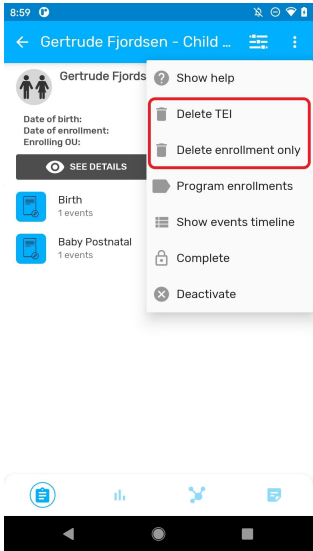 8:59
Gertrude Fjordsen - Child ...
Gertrude Fjords
Date of birth:
Date of enrollment:
Enrolling OU:
SEE DETAILS
Birth
1 events
Baby Postnatal
1 events
Show help
Delete TEI
Delete enrollment only
Program enrollments
Show events timeline
Complete
Deactivate